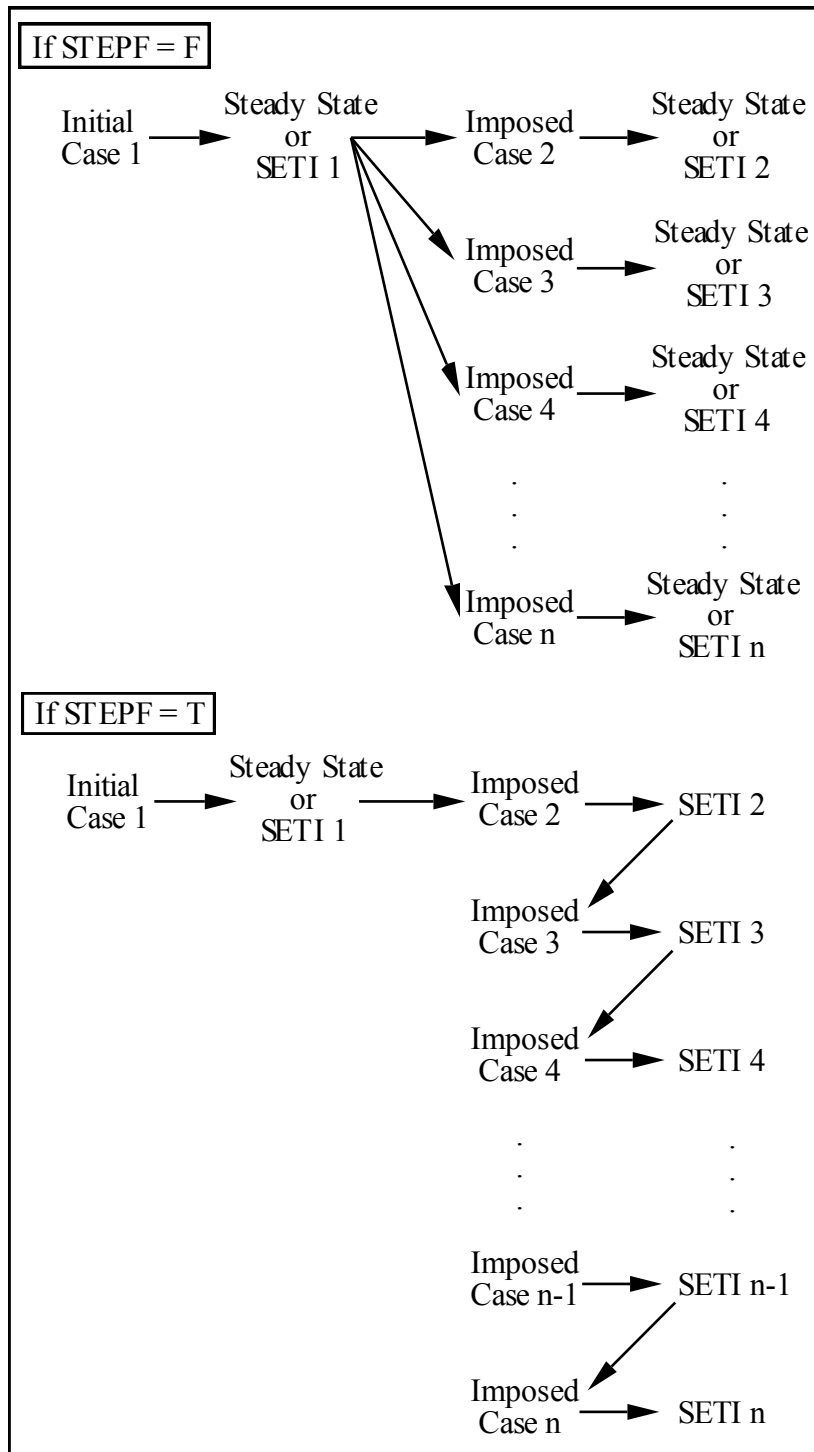 If STEPF = F
Initial
Case 1
Steady State
or
SETI 1
Imposed
Case 2
Steady State
or
SETI 2
Imposed
Case 3
Steady State
or
SETI 3
Imposed
Case 4
Steady State
or
SETI 4
. .
. .
. .
Imposed
Case n
Steady State
or
SETI n
If STEPF = T
Initial
Case 1
Steady State
or
SETI 1
Imposed
Case 2
SETI 2
Imposed
Case 3
SETI 3
Imposed
Case 4
SETI 4
. .
. .
. .
Imposed
Case n-1
SETI n-1
Imposed
Case n
SETI n